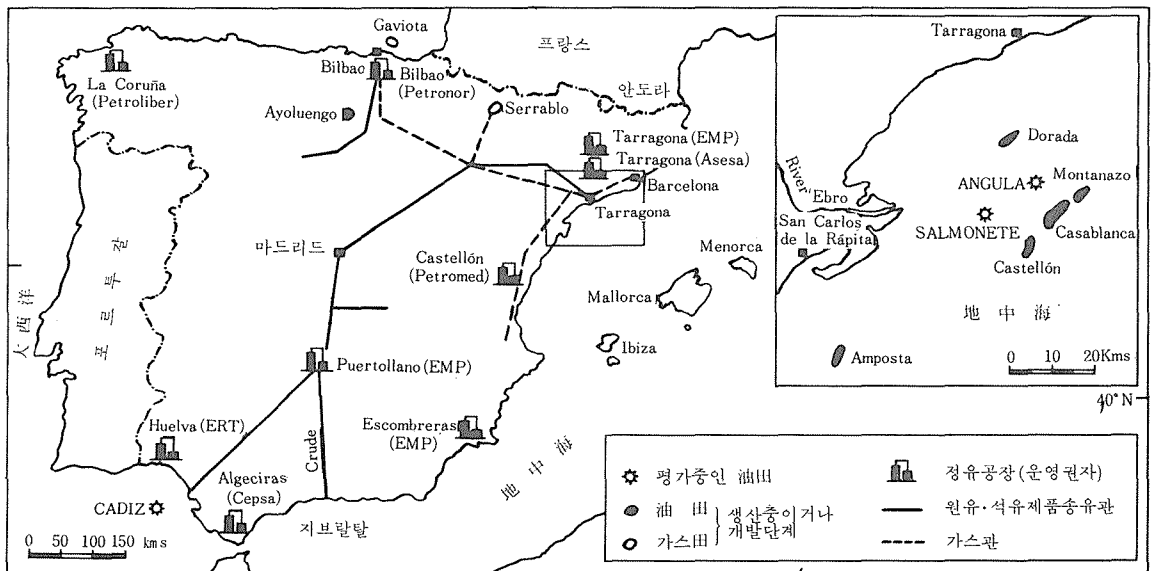 Gaviota
프랑스
Bilbao
Bilbao
(Petronor)
La Coruña
(Petroliber)
안도라
Ayoluengo
Serrablo
Tarragona (EMP)
Tarragona (Asesa)
Barcelona
Tarragona
마드리드
포르투갈
大西洋
Castellón
(Petromed)
Menorca
Mallorca
Ibiza
Puertollano (EMP)
Huelva (ERT)
Crude
Escombreras
(EMP)
Algeciras
(Cepsa)
CADIZ
지브랄탈
地中海
0 50 100 150
kms
Tarragona
Dorada
River Ebro
ANGULA
Montanazo
San Carlos
de la Rápita
SALMONETE
Casablanca
Castellón
地中海
Amposta
0 10 20Kms
40°N
평가중인 油田
油田
가스田
생산중이거나
개발단계
정유공장(운영권자)
원유·석유제품송유관
가스관